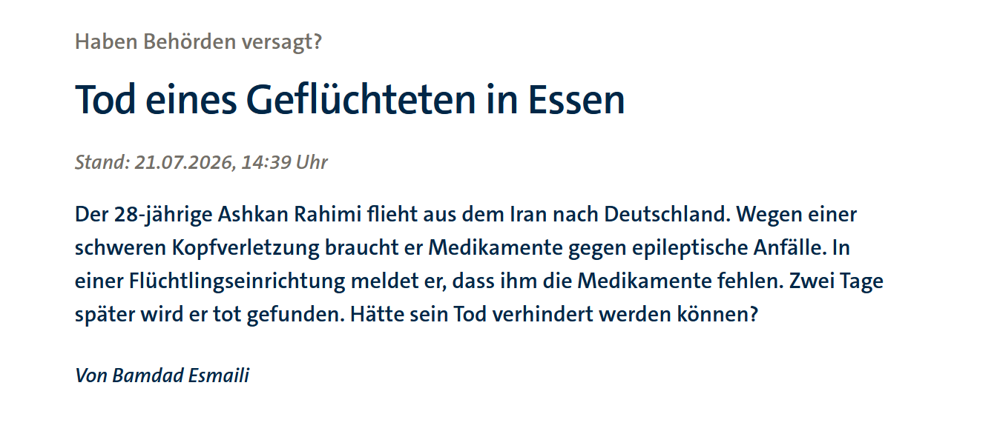 Haben Behörden versagt?
Tod eines Geflüchteten in Essen
Stand: 21.07.2026, 14:39 Uhr
Der 28-jährige Ashkan Rahimi flieht aus dem Iran nach Deutschland. Wegen einer
schweren Kopfverletzung braucht er Medikamente gegen epileptische Anfälle. In
einer Flüchtlingseinrichtung meldet er, dass ihm die Medikamente fehlen. Zwei Tage
später wird er tot gefunden. Hätte sein Tod verhindert werden können?
Von Bamdad Esmaili